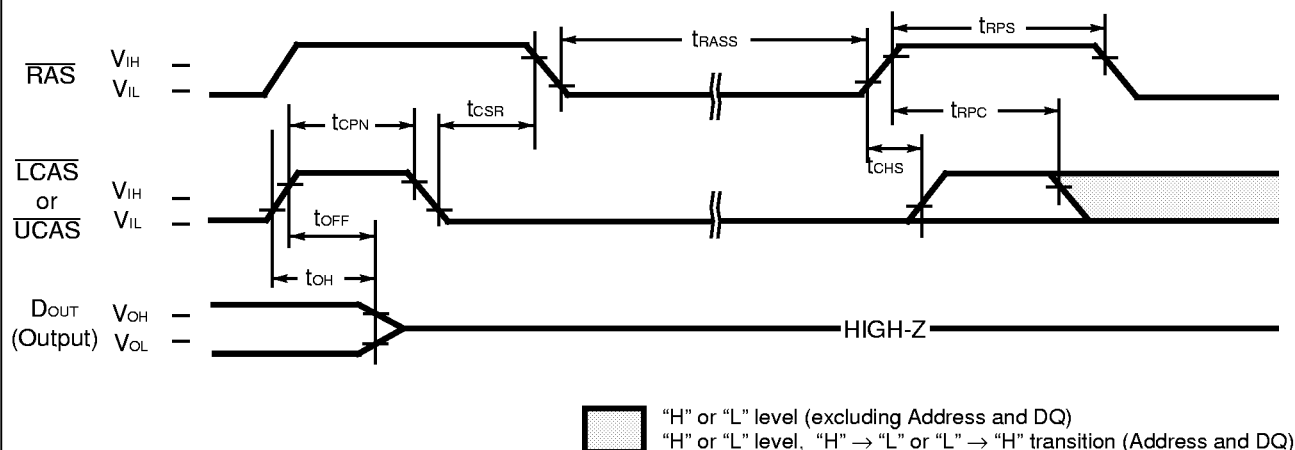 tRPS
tRASS
RAS
VIH
VIL
tCPN
tCSR
tRPC
tCHS
LCAS
or
UCAS
VIH
VIL
tOFF
tOH
DOUT
(Output)
VOH
VOL
HIGH-Z
“H” or “L” level (excluding Address and DQ)
“H” or “L” level, “H” → “L” or “L” → “H” transition (Address and DQ)